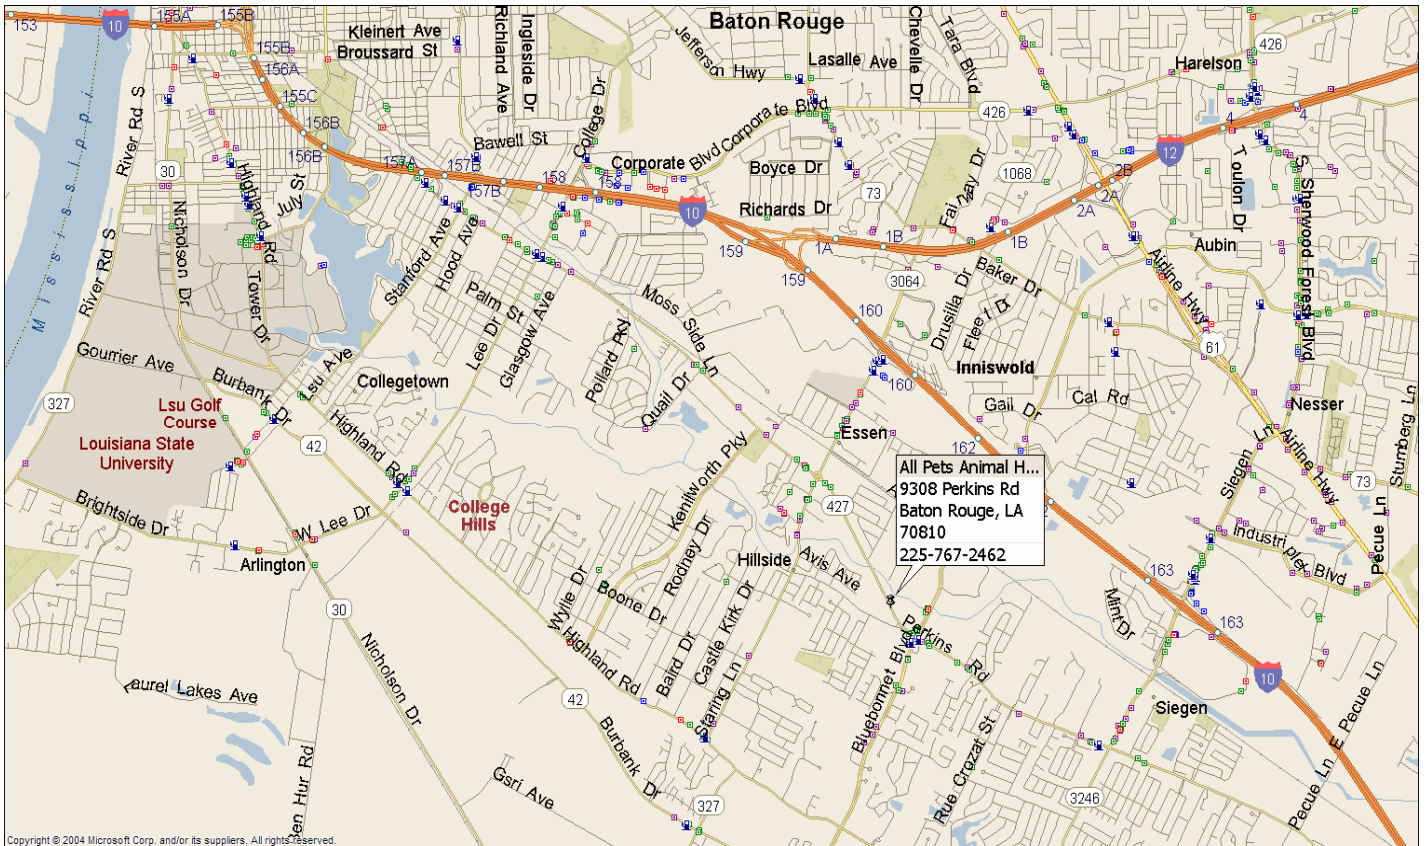 Baton Rouge
153
10
155A
155B
Kleinert Ave
Broussard St
Richland Ave
Ingleside Dr
College Dr
Jefferson Hwy
Lasalle Ave
Chevelle Dr
Tara Blvd
426
Harelson
155B
156A
155C
156B
156B
River Rd S
Mississippi
30
Highland Rd
July St
157A
157B
157B
158
158
Bawell St
Corporate Blvd
Corporate Blvd
426
Boyce Dr
73
Fairway Dr
1068
12
4
4
2B
2A
2A
Toulon Dr
S Sherwood Forest Blvd
10
Richards Dr
159
159
1A
1B
1B
3064
Aubin
Airline Hwy
River Rd S
Nicholson Dr
Tower Dr
Stanford Ave
Hood Ave
Palm St
Lee Dr
Glasgow Ave
Moss Side Ln
Pollard Pky
Quail Dr
160
160
Baker Dr
Drusilla Dr
Fleet Dr
61
Inniswold
Gourrier Ave
Burbank Dr
Lsu Ave
Collegetown
327
Lsu Golf
Course
Louisiana State
University
42
Highland Rd
Gail Dr
Cal Rd
Nesser
Essen
162
Siegen Ln
Airline Hwy
Stumberg Ln
73
Kenilworth Pky
427
All Pets Animal H...
9308 Perkins Rd
Baton Rouge, LA
70810
225-767-2462
Brightside Dr
W Lee Dr
Arlington
College
Hills
Industriplex Blvd
Pecue Ln
Hillside
Avis Ave
Rodney Dr
Wylie Dr
Boone Dr
163
163
Mint Dr
30
Perkins Rd
Highland Rd
Baird Dr
Castle Kirk Dr
Staring Ln
Bluebonnet Blvd
10
Laurel Lakes Ave
Nicholson Dr
42
Burbank Dr
Siegen
E Pecue Ln
Pecue Ln
Rue Crozat St
Ben Hur Rd
Gsri Ave
327
3246
Copyright © 2004 Microsoft Corp. and/or its suppliers. All rights reserved.